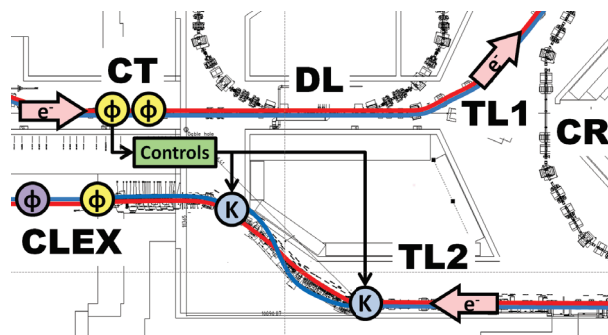 CT
DL
e-
e-
ϕ
ϕ
TL1
CR
Controls
ϕ
ϕ
K
CLEX
TL2
K
e-